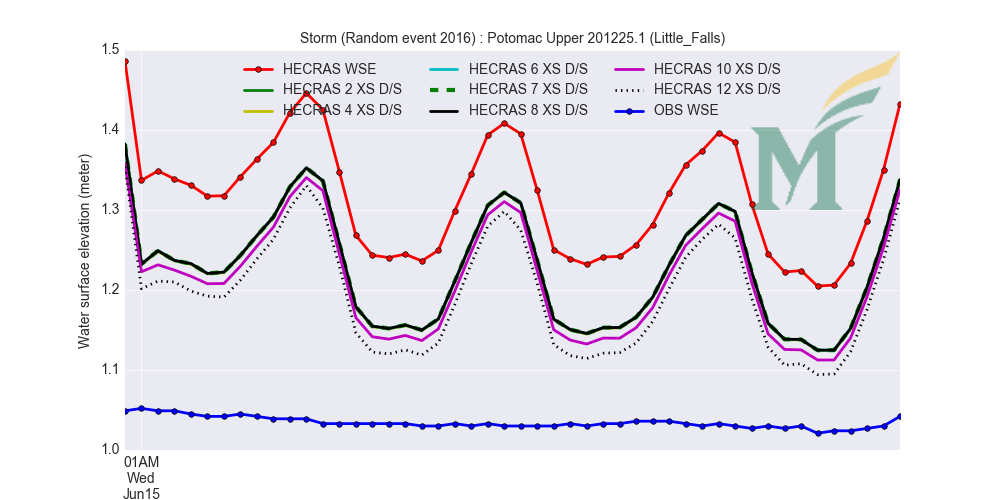 Storm (Random event 2016) : Potomac Upper 201225.1 (Little_Falls)
HECRAS WSE
HECRAS 2 XS D/S
HECRAS 4 XS D/S
HECRAS 6 XS D/S
HECRAS 7 XS D/S
HECRAS 8 XS D/S
HECRAS 10 XS D/S
HECRAS 12 XS D/S
OBS WSE
M
Water surface elevation (meter)
1.5
1.4
1.3
1.2
1.1
1.0
01AM
Wed
Jun15